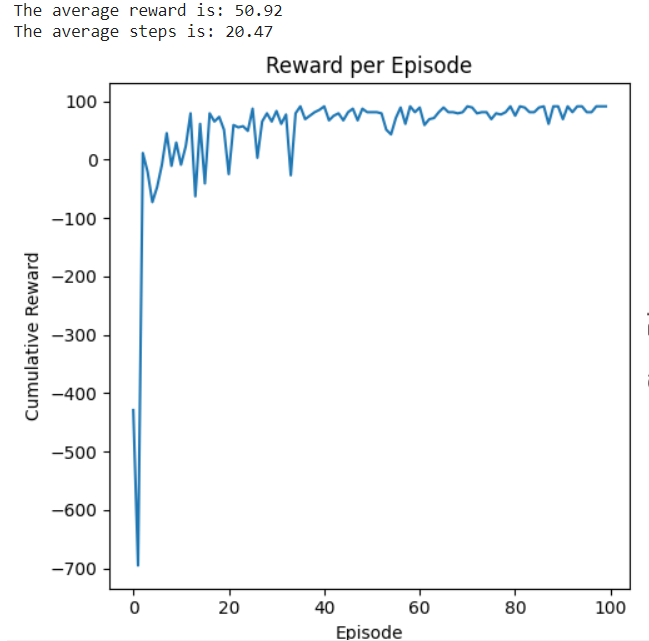 The average reward is: 50.92
The average steps is: 20.47
Reward per Episode
Cumulative Reward
100
0
−100
−200
−300
−400
−500
−600
−700
0 20 40 60 80 100
Episode